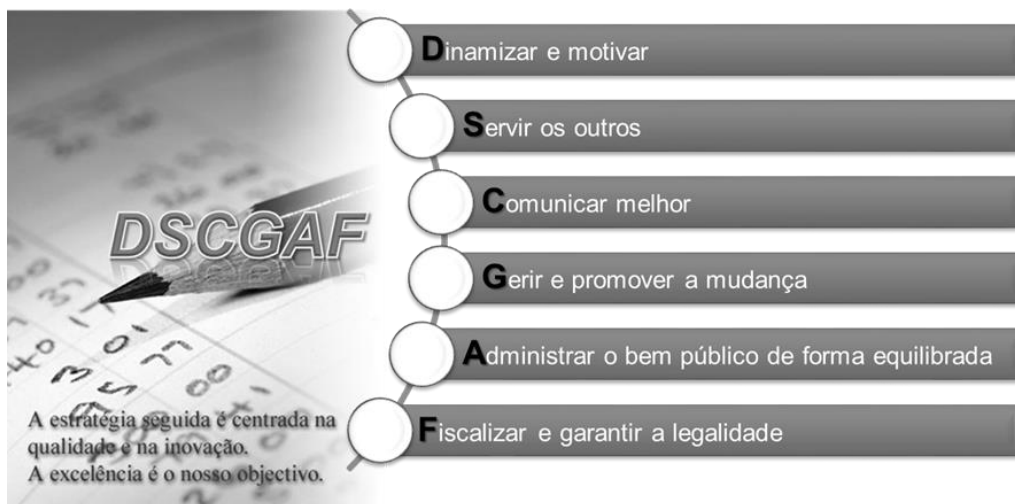 DSCGAF
A estratégia seguida é centrada na
qualidade e na inovação.
A excelência é o nosso objectivo.
Dinamizar e motivar
Servir os outros
Comunicar melhor
Gerir e promover a mudança
Administrar o bem público de forma equilibrada
Fiscalizar e garantir a legalidade